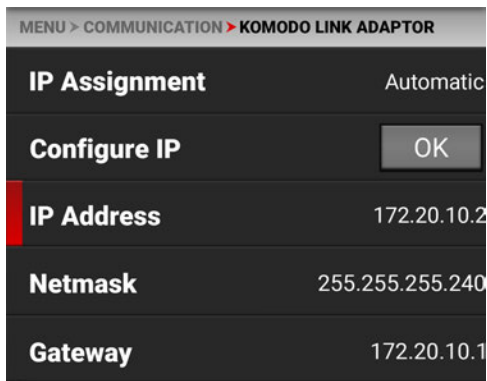 MENU > COMMUNICATION > KOMODO LINK ADAPTOR
IP Assignment Automatic
Configure IP OK
IP Address 172.20.10.2
Netmask 255.255.255.240
Gateway 172.20.10.1